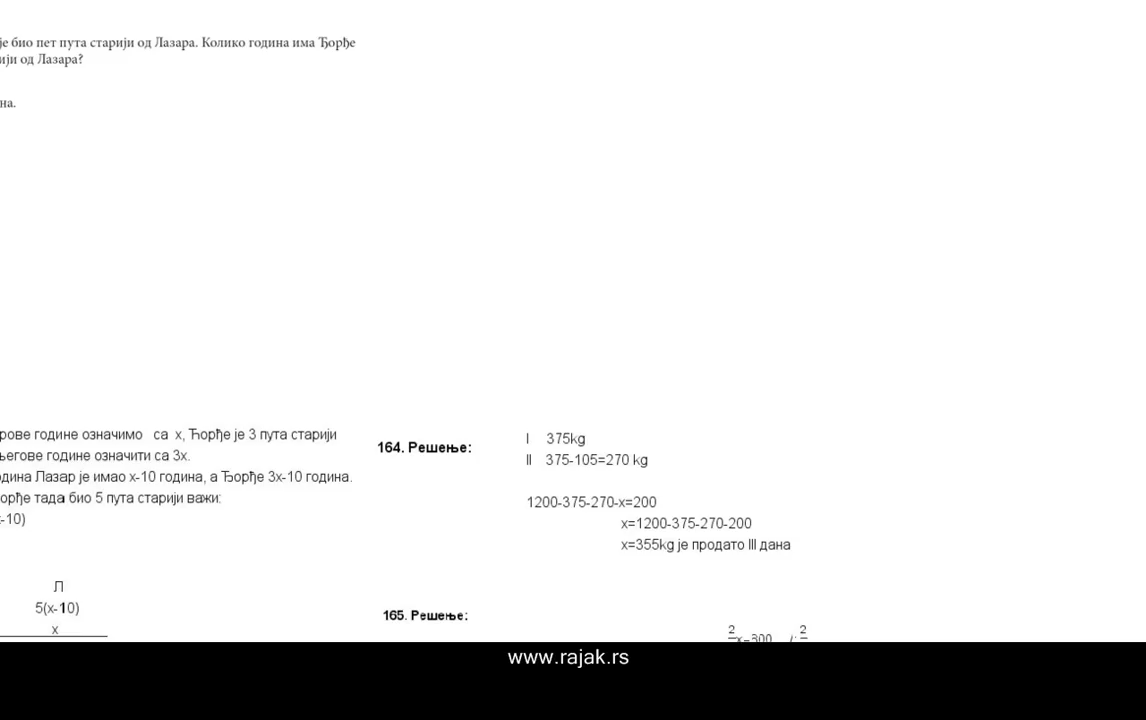 је био пет пута старији од Лазара. Колико година има Ђорђе
ији од Лазара?
на.
рове године означимо са х, Ђорђе је 3 пута старији
његове године означити са 3х.
дина Лазар је имао х-10 година, а Ђорђе 3х-10 година.
орђе тада био 5 пута старији важи:
-10)
Л
5(х-10)
х
164. Решење:
I 375kg
II 375-105=270 kg
1200-375-270-x=200
x=1200-375-270-200
x=355kg је продато III дана
165. Решење:
www.rajak.rs